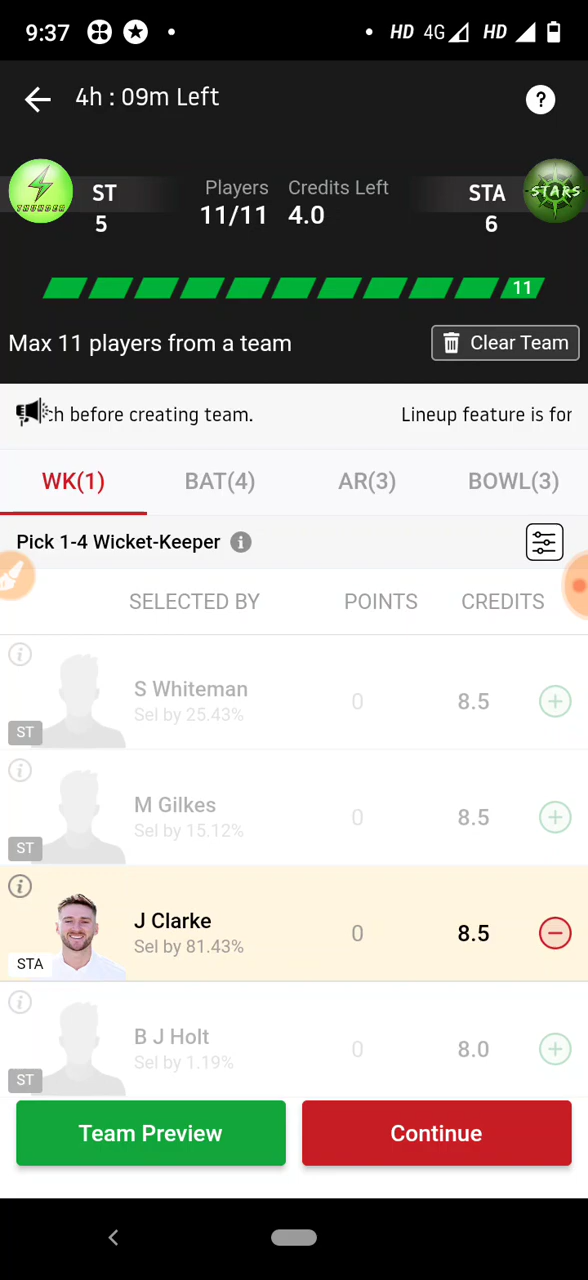 9:37 HD 4G HD
4h : 09m Left ?
ST Players Credits Left STA
5 11/11 4.0 6
THUNDER STARS
11
Max 11 players from a team Clear Team
ch before creating team. Lineup feature is for
WK(1) BAT(4) AR(3) BOWL(3)
Pick 1-4 Wicket-Keeper i
SELECTED BY POINTS CREDITS
i
S Whiteman 0 8.5
Sel by 25.43%
ST
i
M Gilkes 0 8.5
Sel by 15.12%
ST
i
J Clarke 0 8.5
Sel by 81.43%
STA
i
B J Holt 0 8.0
Sel by 1.19%
ST
Team Preview Continue